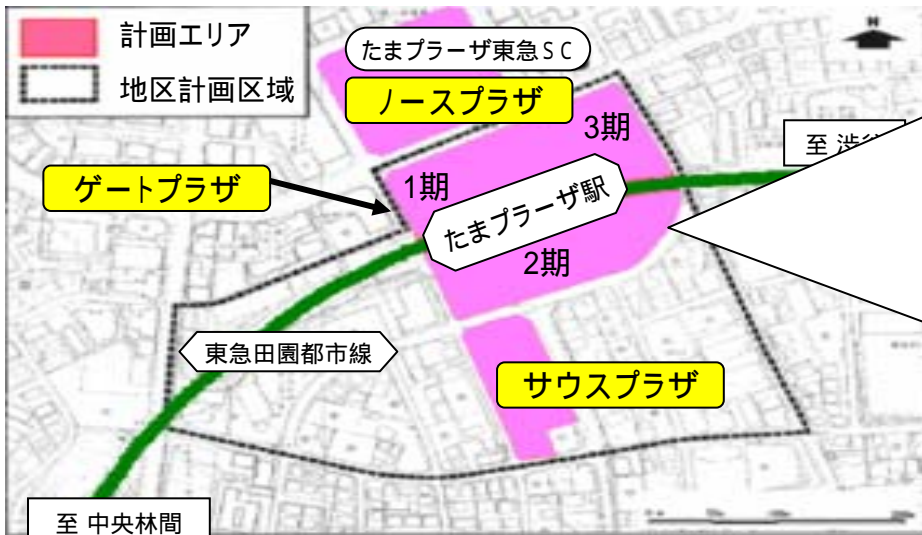 計画エリア
地区計画区域
たまプラーザ東急SC
ノースプラザ
N
3期
至 渋谷
ゲートプラザ
1期
たまプラーザ駅
2期
東急田園都市線
サウスプラザ
至 中央林間